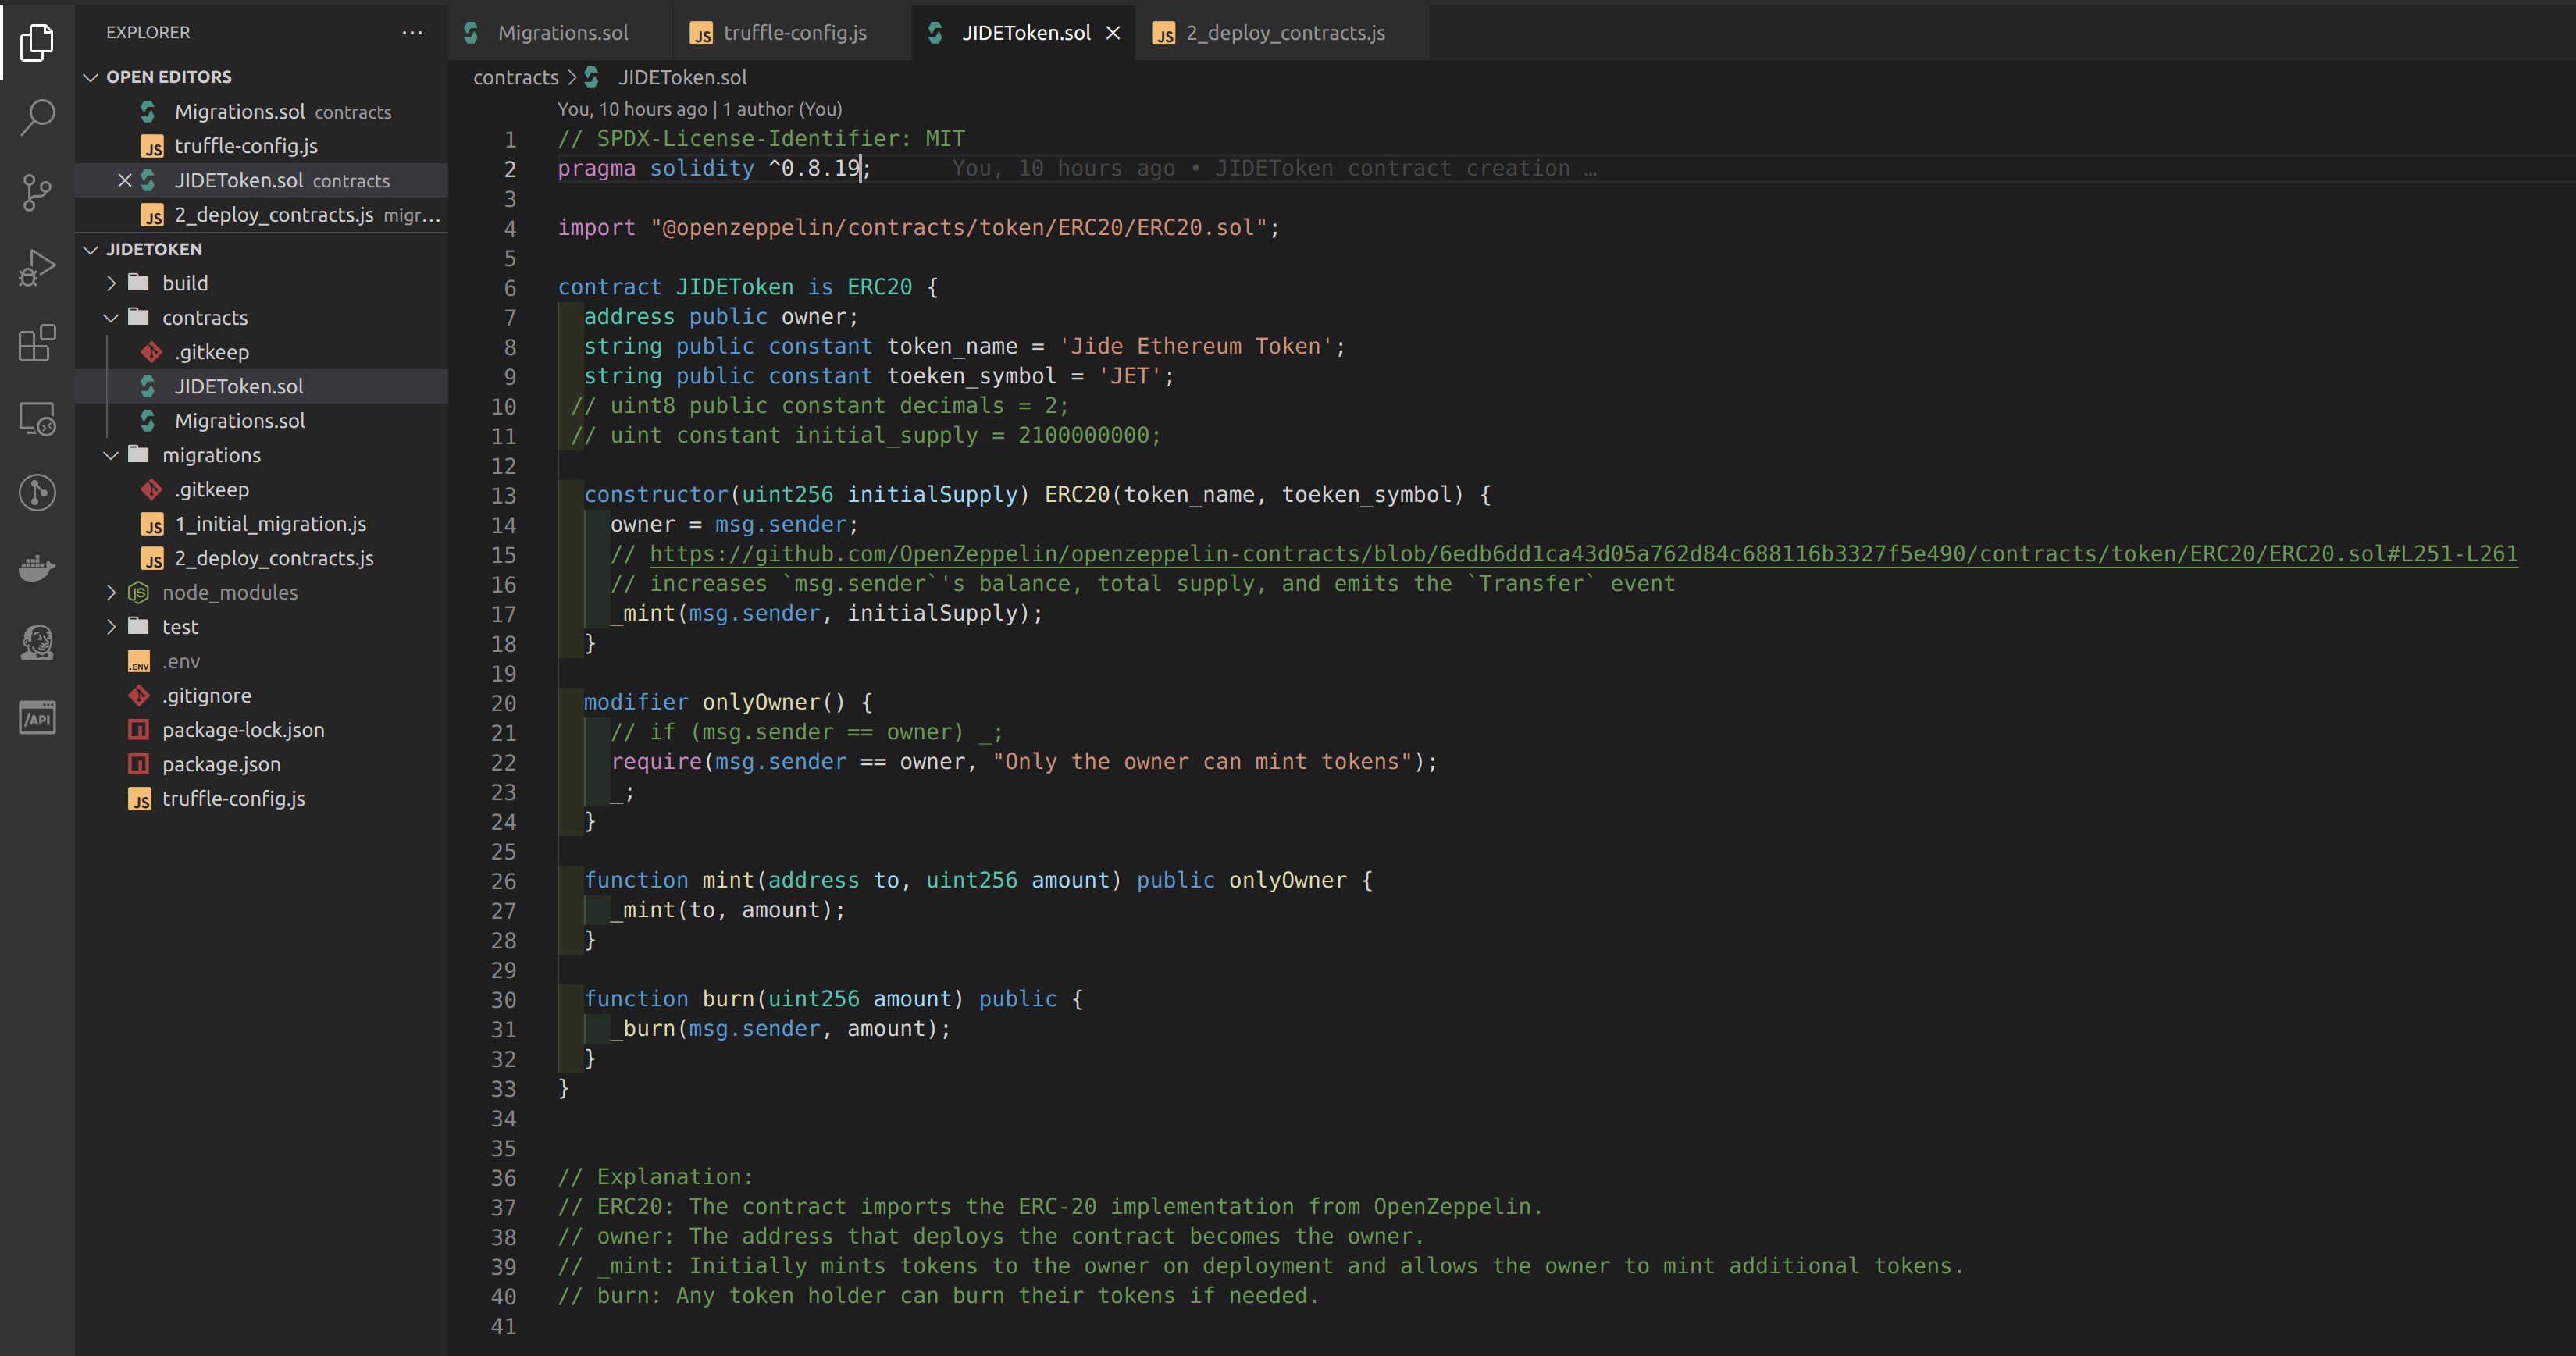 EXPLORER
OPEN EDITORS
Migrations.sol contracts
truffle-config.js
JIDEToken.sol contracts
2_deploy_contracts.js migr...
JIDETOKEN
build
contracts
.gitkeep
JIDEToken.sol
Migrations.sol
migrations
.gitkeep
1_initial_migration.js
2_deploy_contracts.js
node_modules
test
.env
.gitignore
package-lock.json
package.json
truffle-config.js
/API
Migrations.sol
truffle-config.js
JIDEToken.sol
2_deploy_contracts.js
contracts > JIDEToken.sol
You, 10 hours ago | 1 author (You)
1 // SPDX-License-Identifier: MIT
2 pragma solidity ^0.8.19; You, 10 hours ago • JIDEToken contract creation …
3
4 import "@openzeppelin/contracts/token/ERC20/ERC20.sol";
5
6 contract JIDEToken is ERC20 {
7 address public owner;
8 string public constant token_name = 'Jide Ethereum Token';
9 string public constant toeken_symbol = 'JET';
10 // uint8 public constant decimals = 2;
11 // uint constant initial_supply = 2100000000;
12
13 constructor(uint256 initialSupply) ERC20(token_name, toeken_symbol) {
14 owner = msg.sender;
15 // https://github.com/OpenZeppelin/openzeppelin-contracts/blob/6edb6dd1ca43d05a762d84c688116b3327f5e490/contracts/token/ERC20/ERC20.sol#L251-L261
16 // increases `msg.sender`'s balance, total supply, and emits the `Transfer` event
17 _mint(msg.sender, initialSupply);
18 }
19
20 modifier onlyOwner() {
21 // if (msg.sender == owner) _;
22 require(msg.sender == owner, "Only the owner can mint tokens");
23 _;
24 }
25
26 function mint(address to, uint256 amount) public onlyOwner {
27 _mint(to, amount);
28 }
29
30 function burn(uint256 amount) public {
31 _burn(msg.sender, amount);
32 }
33 }
34
35
36 // Explanation:
37 // ERC20: The contract imports the ERC-20 implementation from OpenZeppelin.
38 // owner: The address that deploys the contract becomes the owner.
39 // _mint: Initially mints tokens to the owner on deployment and allows the owner to mint additional tokens.
40 // burn: Any token holder can burn their tokens if needed.
41